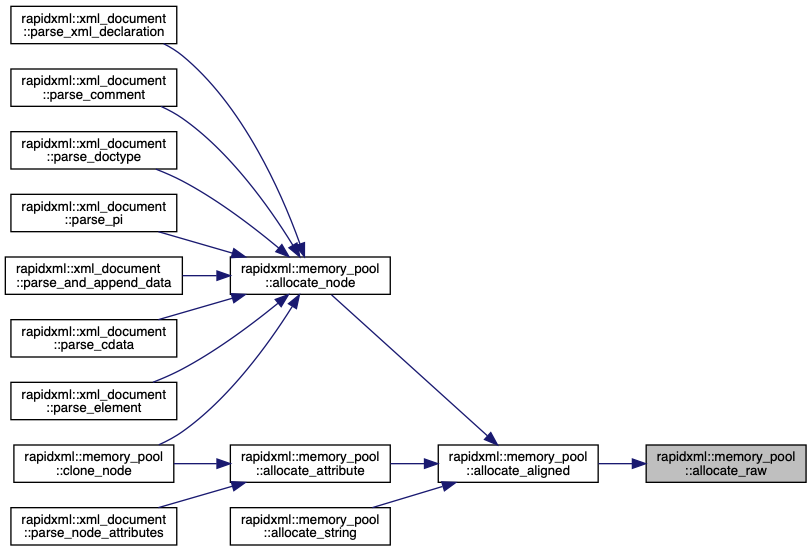 rapidxml::xml_document
::parse_xml_declaration
rapidxml::xml_document
::parse_comment
rapidxml::xml_document
::parse_doctype
rapidxml::xml_document
::parse_pi
rapidxml::xml_document
::parse_and_append_data
rapidxml::memory_pool
::allocate_node
rapidxml::xml_document
::parse_cdata
rapidxml::xml_document
::parse_element
rapidxml::memory_pool
::clone_node
rapidxml::memory_pool
::allocate_attribute
rapidxml::memory_pool
::allocate_aligned
rapidxml::memory_pool
::allocate_raw
rapidxml::xml_document
::parse_node_attributes
rapidxml::memory_pool
::allocate_string